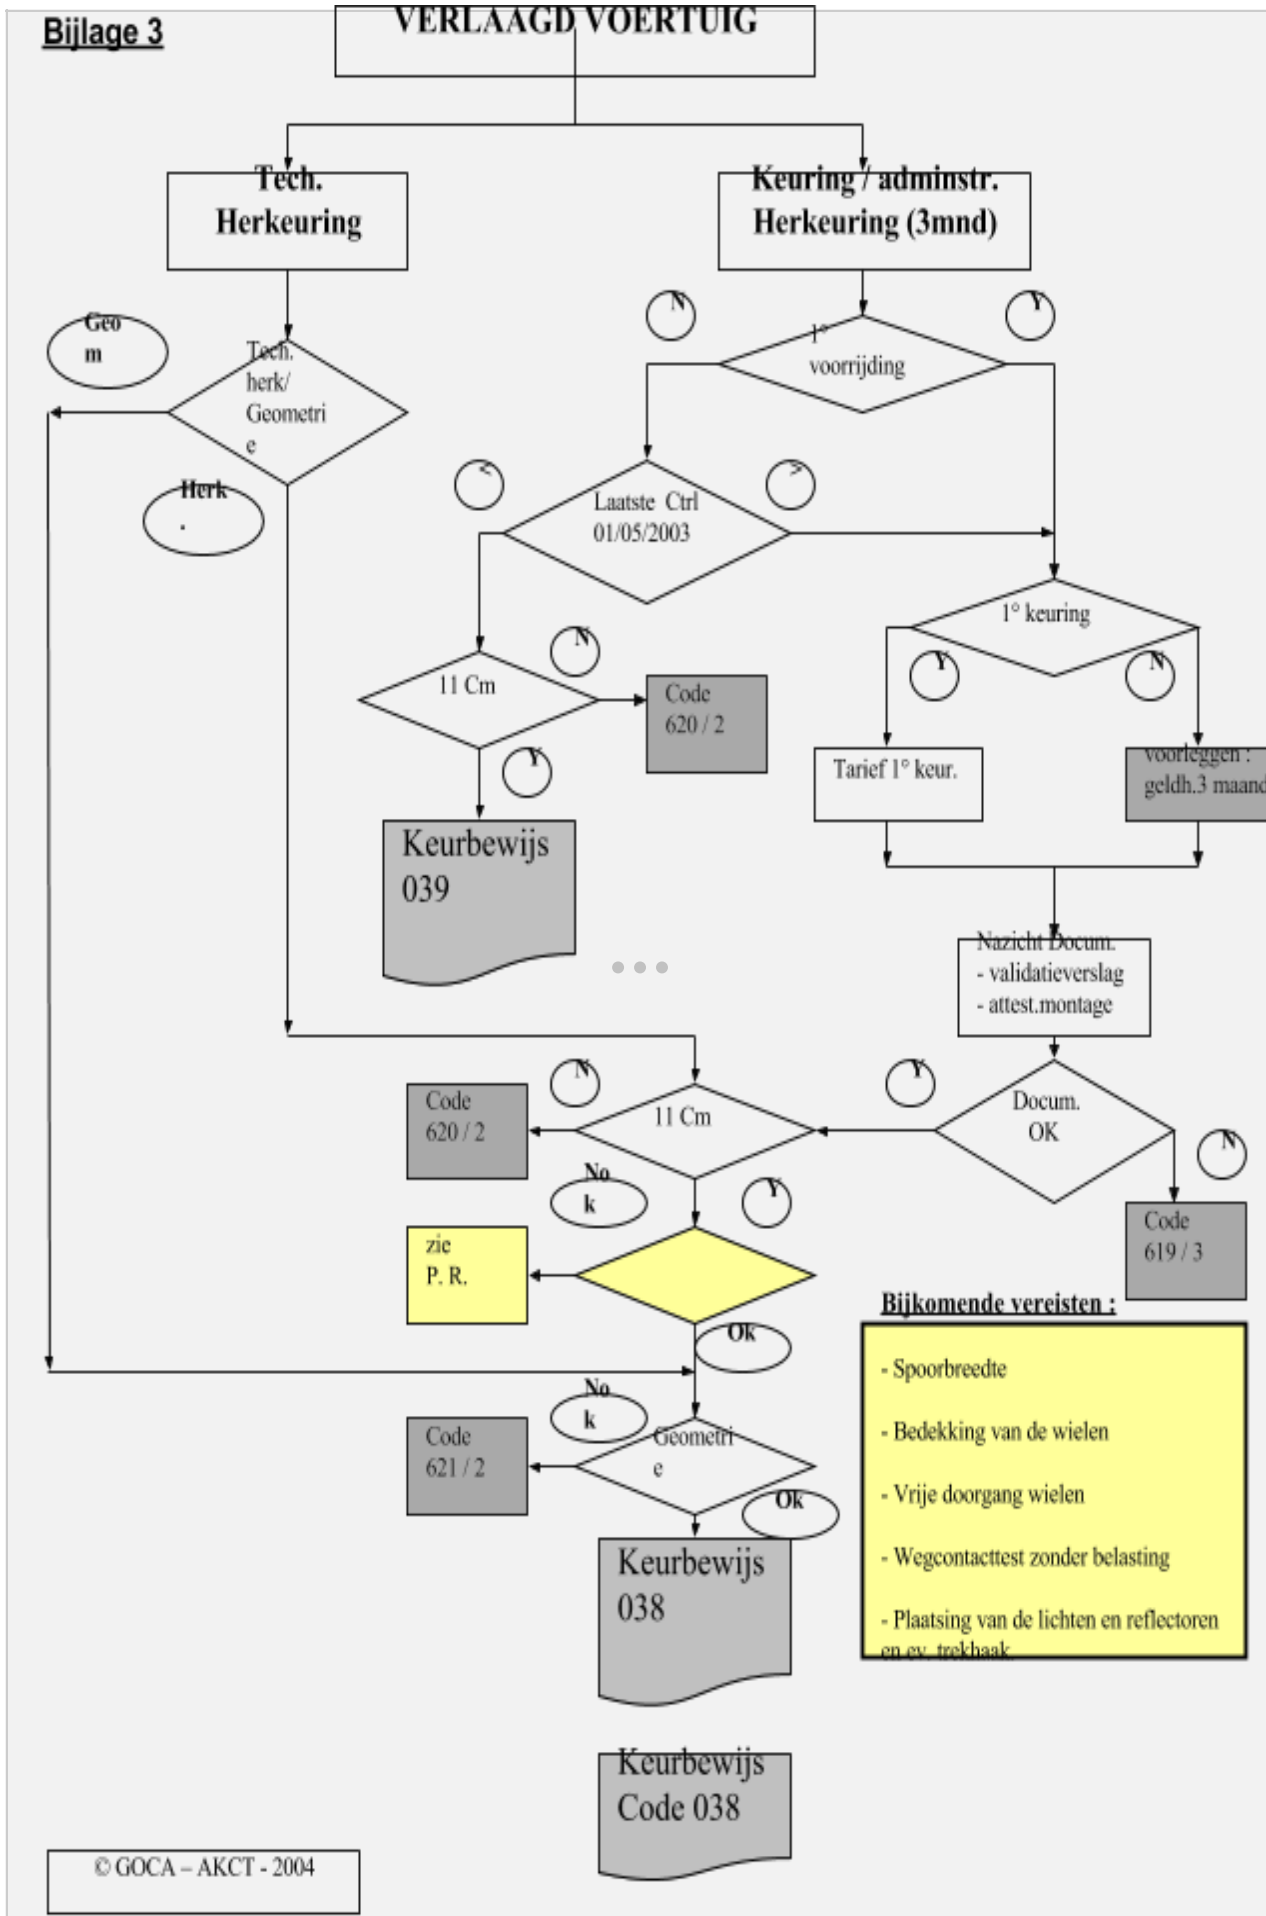 Bijlage 3
VERLAAGD VOERTUIG
Tech.
Herkeuring
Keuring / adminstr.
Herkeuring (3mnd)
Geo
m
N
Y
Tech.
herk/
Geometri
e
1°
voorrijding
Herk
.
<
>
Laatste Ctrl
01/05/2003
1° keuring
N
11 Cm
Code
620 / 2
Y
N
Y
Tarief 1° keur.
voorleggen :
geldh.3 maand
Keurbewijs
039
Nazicht Docum.
- validatieverslag
- attest.montage
N
Y
Code
620 / 2
11 Cm
Docum.
OK
N
No
k
Y
Code
619 / 3
zie
P. R.
Ok
Bijkomende vereisten :
- Spoorbreedte
- Bedekking van de wielen
- Vrije doorgang wielen
- Wegcontacttest zonder belasting
- Plaatsing van de lichten en reflectoren
en ev. trekhaak.
No
k
Code
621 / 2
Geometri
e
Ok
Keurbewijs
038
Keurbewijs
Code 038
© GOCA – AKCT - 2004